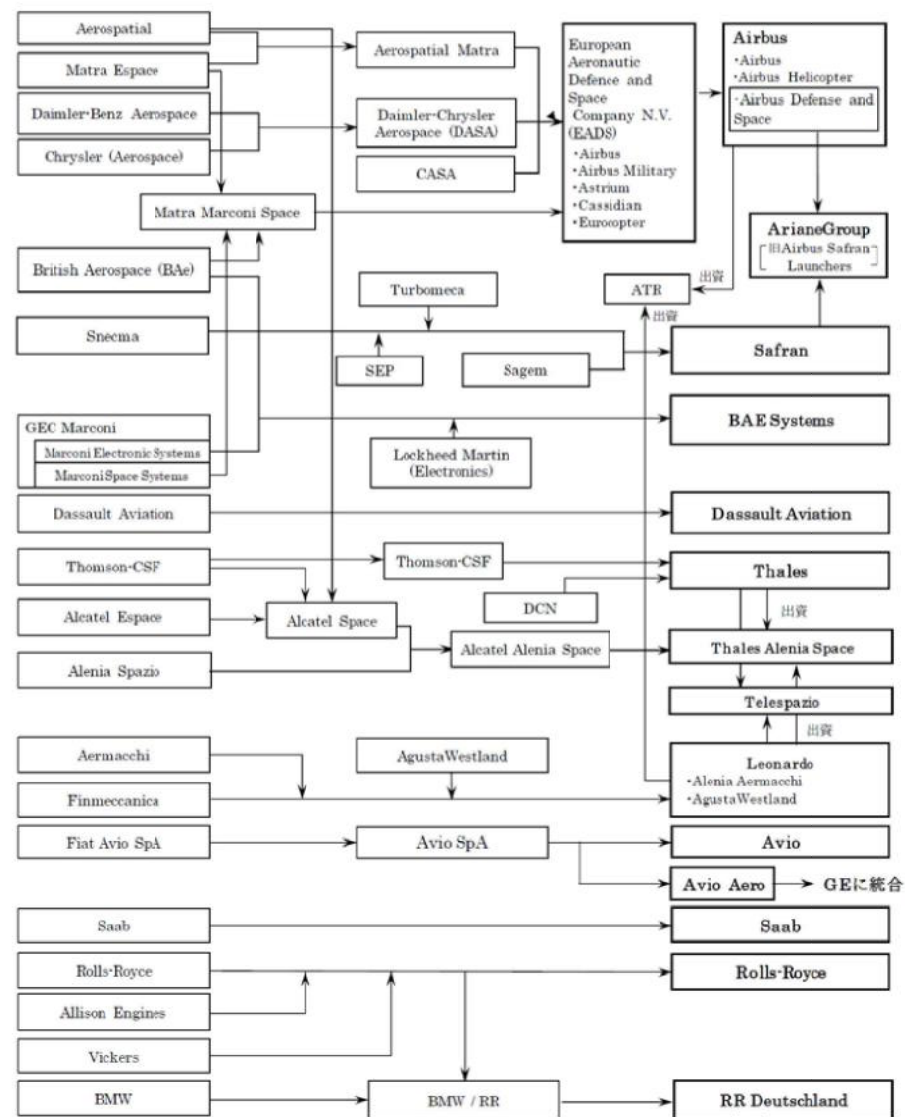 Aerospatial
Matra Espace
Daimler-Benz Aerospace
Chrysler (Aerospace)
Aerospatial Matra
Daimler-Chrysler
Aerospace (DASA)
CASA
Matra Marconi Space
European
Aeronautic
Defence and
Space
Company N.V.
(EADS)
・Airbus
・Airbus Military
・Astrium
・Cassidian
・Eurocopter
Airbus
・Airbus
・Airbus Helicopter
・Airbus Defense and
Space
ArianeGroup
旧Airbus Safran
Launchers
British Aerospace (BAe)
Turbomeca
ATR
出資
出資
Snecma
SEP
Sagem
Safran
GEC Marconi
Marconi Electronic Systems
Marconi Space Systems
Lockheed Martin
(Electronics)
BAE Systems
Dassault Aviation
Dassault Aviation
Thomson-CSF
Thomson-CSF
Thales
DCN
出資
Alcatel Espace
Alcatel Space
Alenia Spazio
Alcatel Alenia Space
Thales Alenia Space
Telespazio
出資
Aermacchi
AgustaWestland
Finmeccanica
Leonardo
・Alenia Aermacchi
・AgustaWestland
Fiat Avio SpA
Avio SpA
Avio
Avio Aero
GEに統合
Saab
Saab
Rolls-Royce
Rolls-Royce
Allison Engines
Vickers
BMW
BMW / RR
RR Deutschland